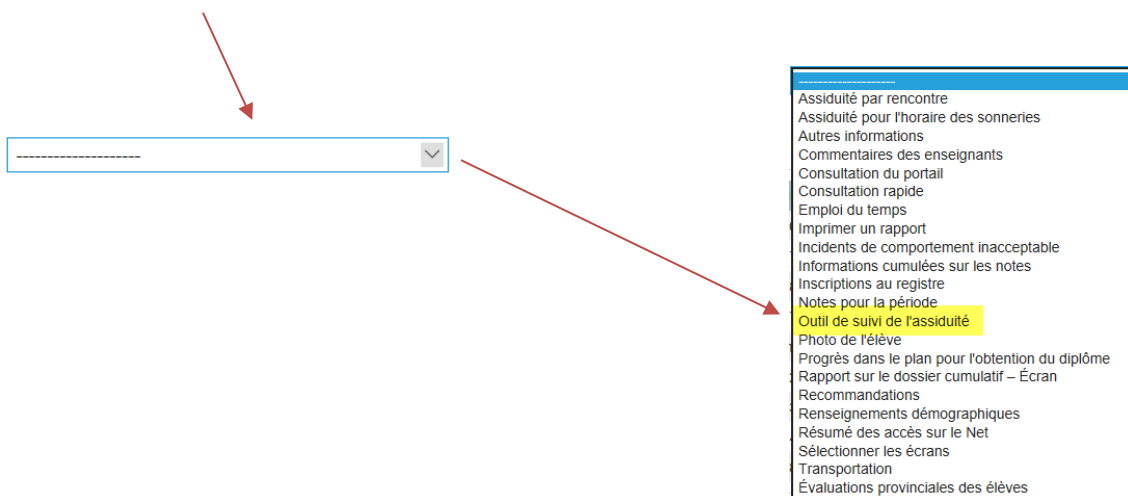 --------------------
--------------------
Assiduité par rencontre
Assiduité pour l'horaire des sonneries
Autres informations
Commentaires des enseignants
Consultation du portail
Consultation rapide
Emploi du temps
Imprimer un rapport
Incidents de comportement inacceptable
Informations cumulées sur les notes
Inscriptions au registre
Notes pour la période
Outil de suivi de l'assiduité
Photo de l'élève
Progrès dans le plan pour l'obtention du diplôme
Rapport sur le dossier cumulatif – Écran
Recommandations
Renseignements démographiques
Résumé des accès sur le Net
Sélectionner les écrans
Transportation
Évaluations provinciales des élèves